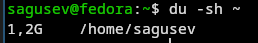 sagusev@fedora:~$ du -sh ~
1,2G    /home/sagusev